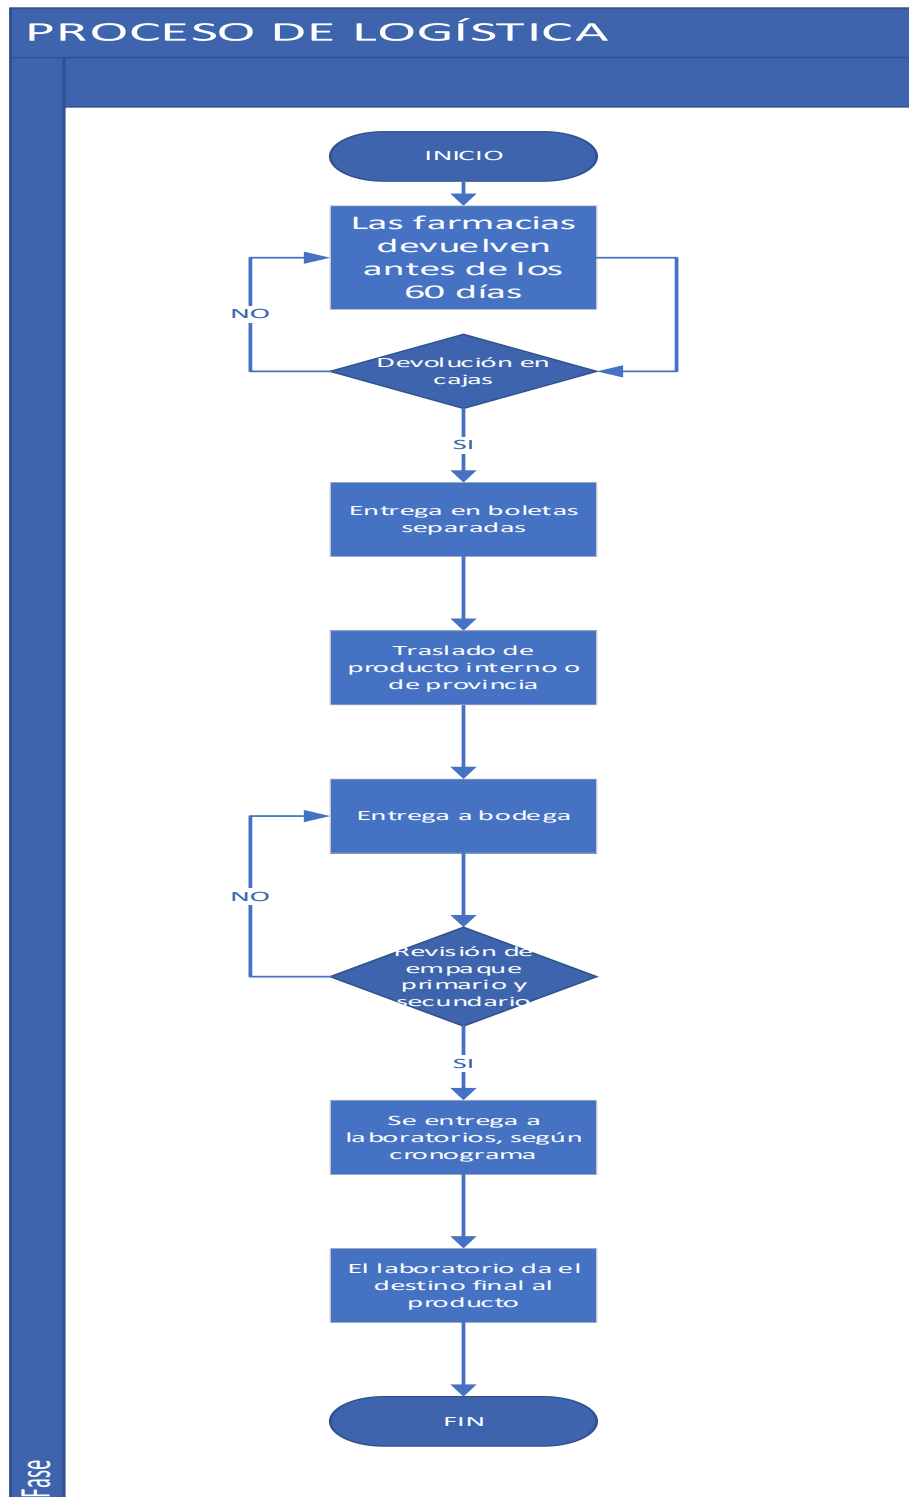 PROCESO DE LOGÍSTICA
INICIO
Las farmacias
devuelven
antes de los
60 días
NO
Devolución en
cajas
SI
Entrega en boletas
separadas
Traslado de
producto interno o
de provincia
Entrega a bodega
NO
Revisión de
empaque
primario y
secundario
SI
Se entrega a
laboratorios, según
cronograma
El laboratorio da el
destino final al
producto
FIN
Fase